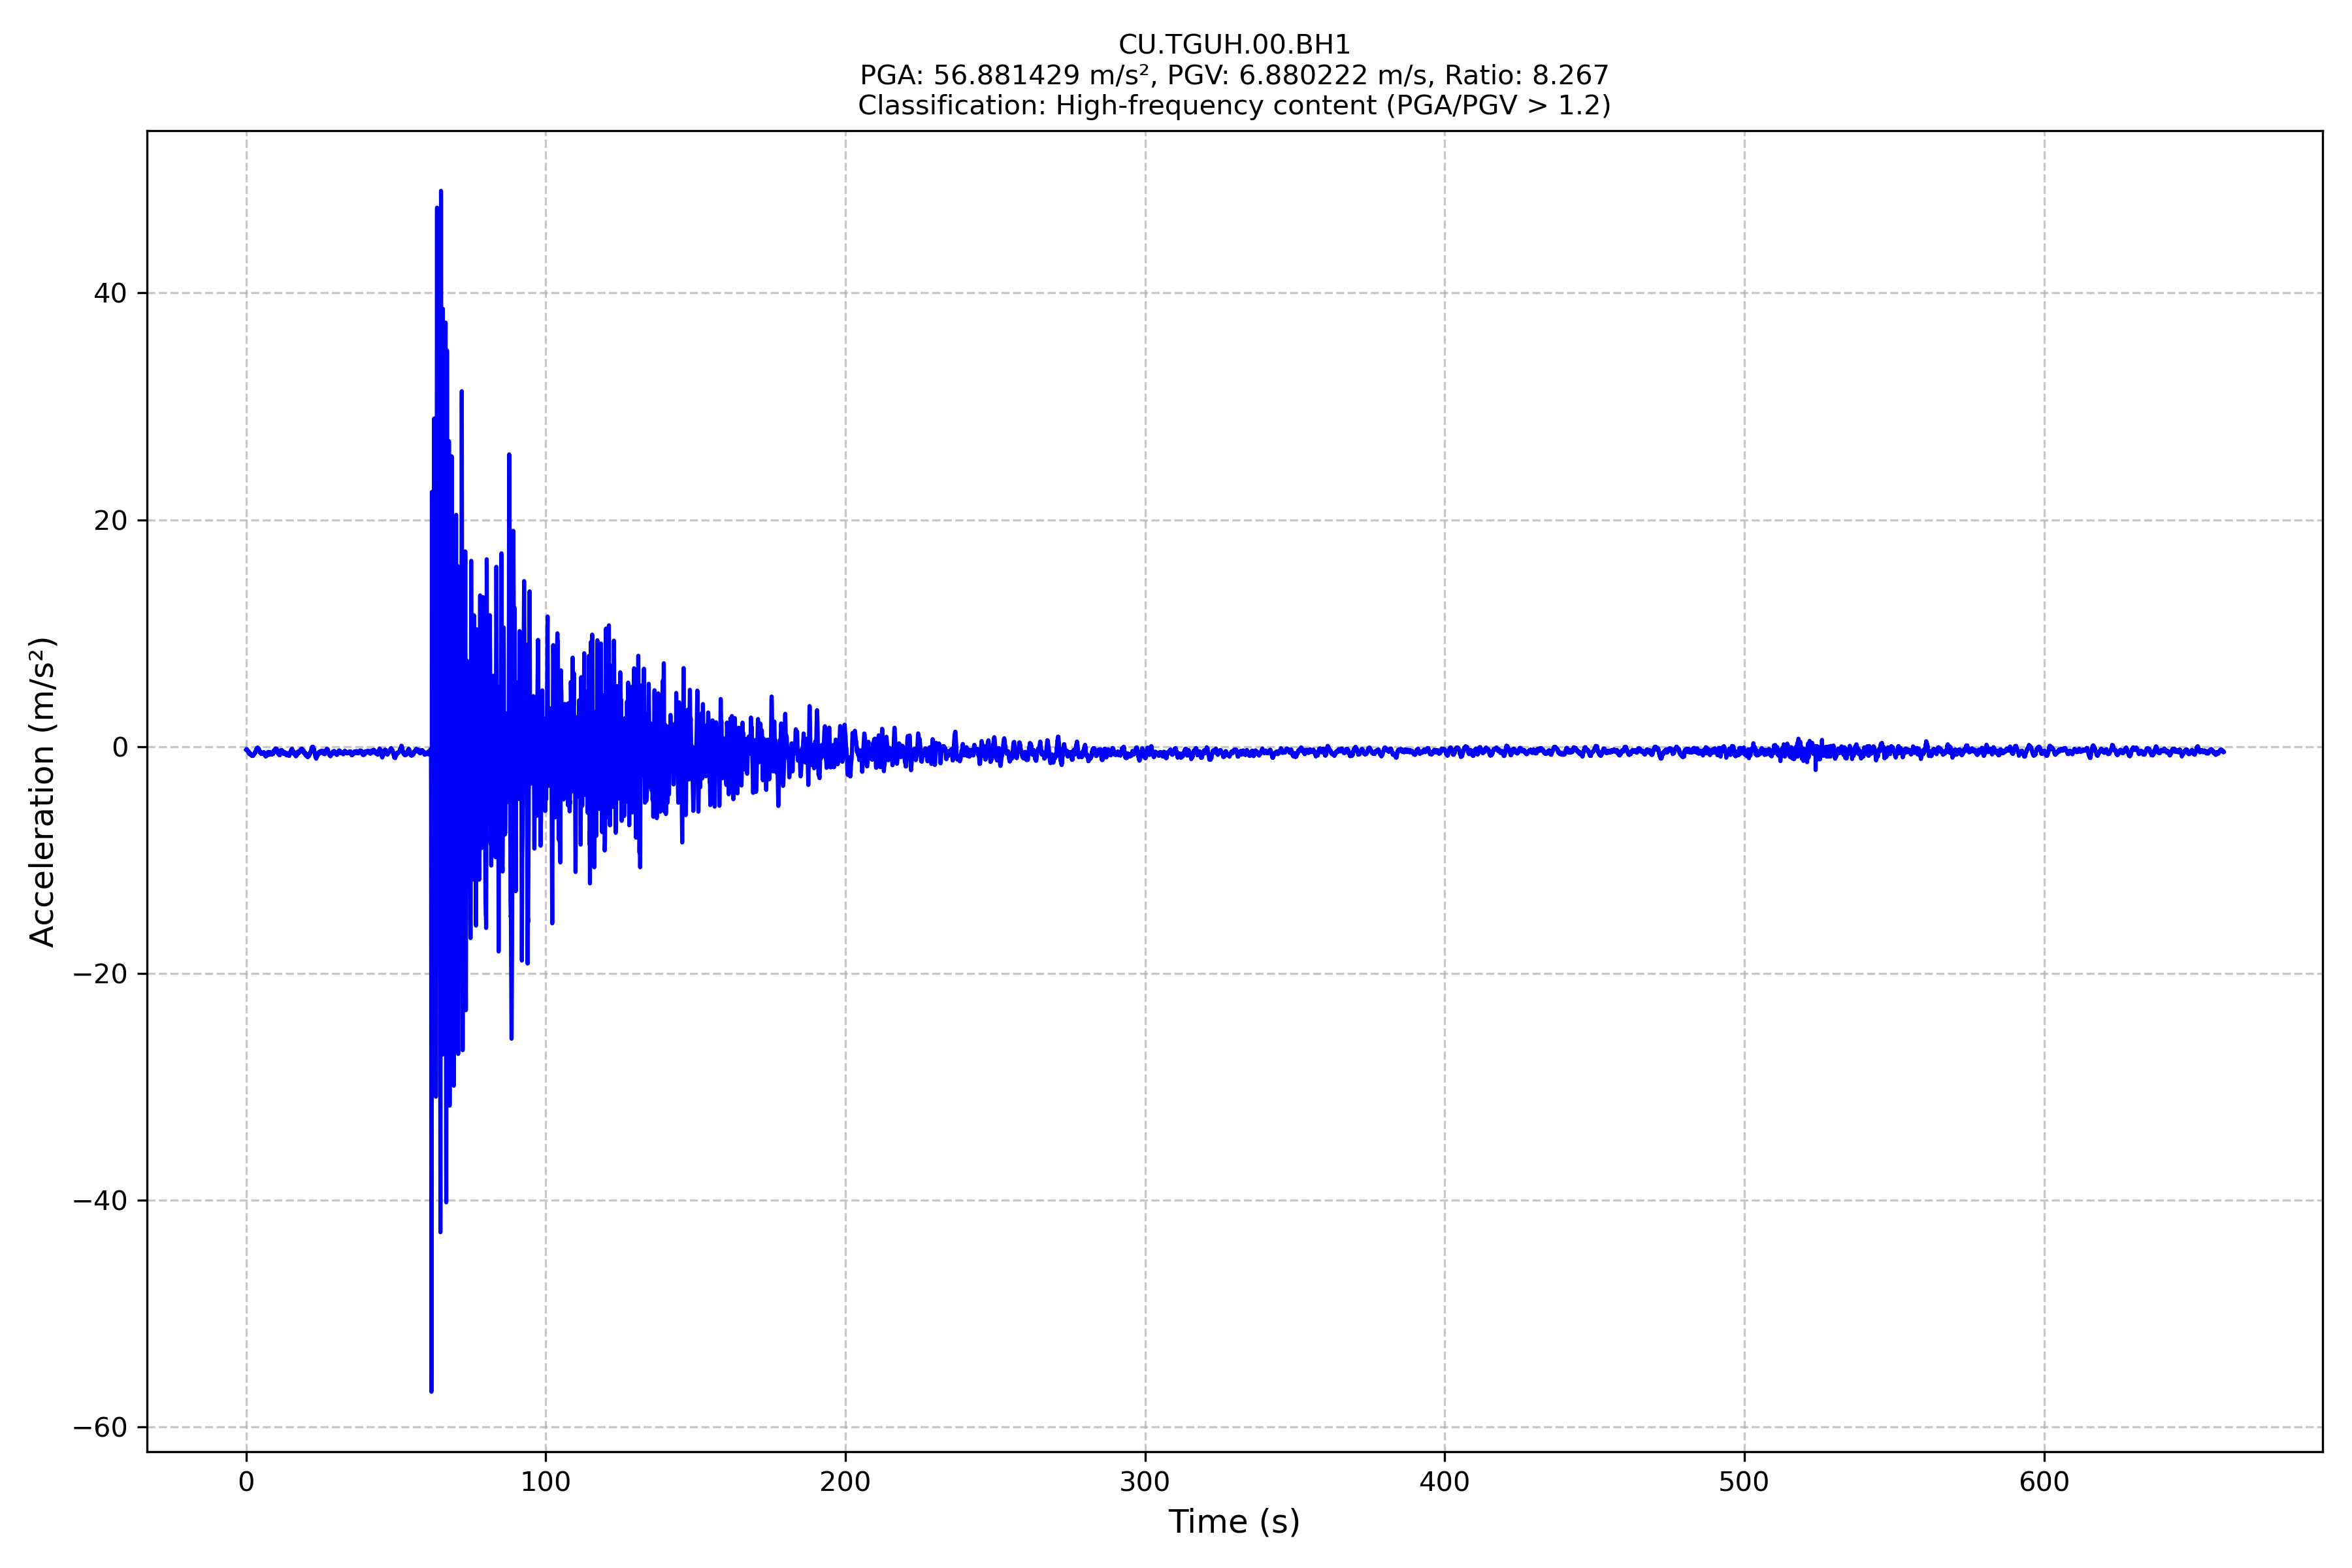 CU.TGUH.00.BH1
PGA: 56.881429 m/s², PGV: 6.880222 m/s, Ratio: 8.267
Classification: High-frequency content (PGA/PGV > 1.2)
Acceleration (m/s²)
40
20
0
−20
−40
−60
0 100 200 300 400 500 600
Time (s)